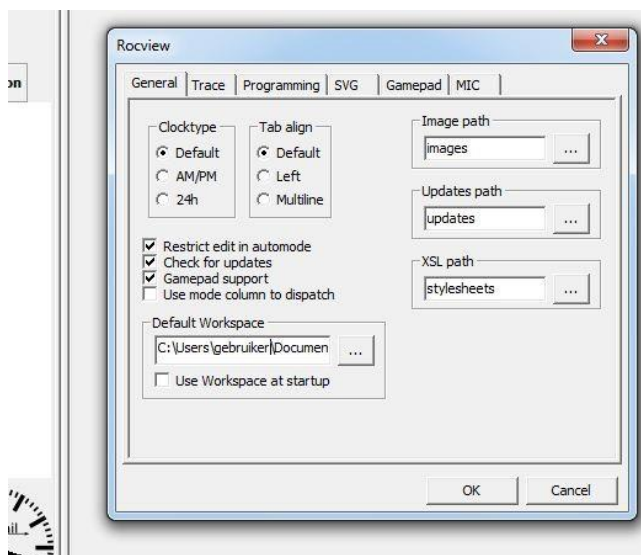 on
Rocview
General Trace Programming SVG Gamepad MIC
Clocktype
Default
AM/PM
24h
Tab align
Default
Left
Multiline
Image path
images
...
Updates path
updates
...
XSL path
stylesheets
...
Restrict edit in automode
Check for updates
Gamepad support
Use mode column to dispatch
Default Workspace
C:\Users\gebruiker\Documen
...
Use Workspace at startup
OK Cancel